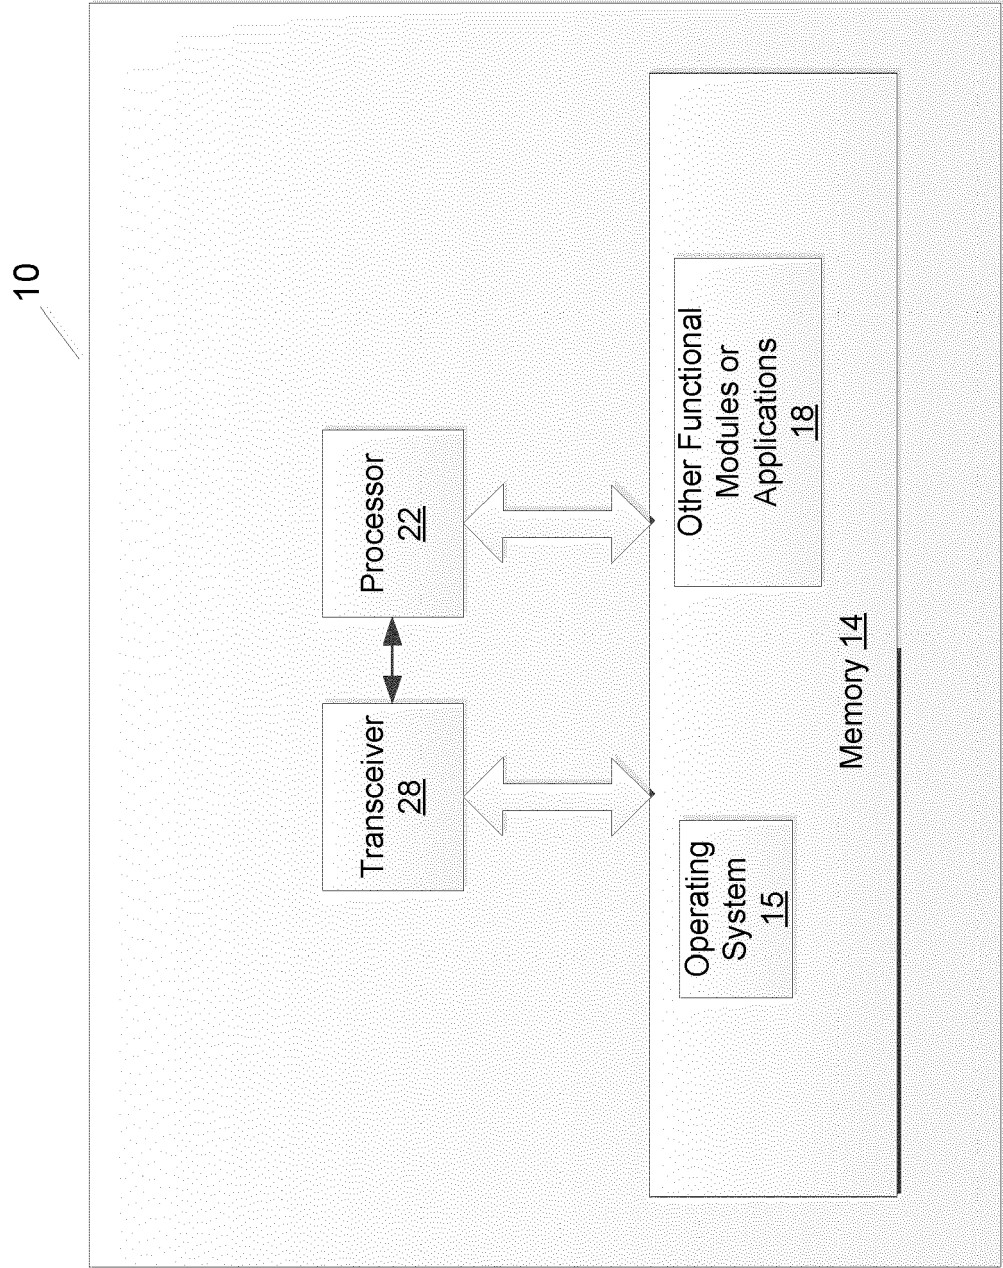 10
Transceiver
28
Processor
22
Operating
System
15
Other Functional
Modules or
Applications
18
Memory 14